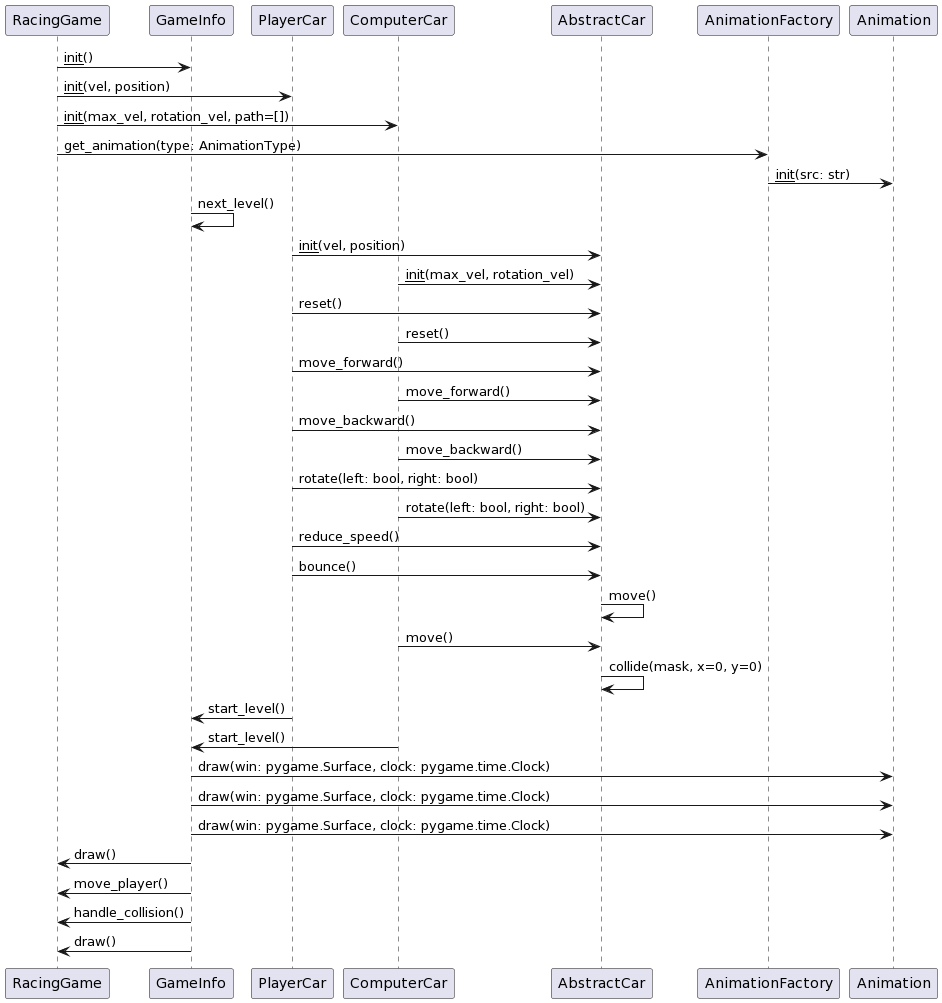 RacingGame GameInfo PlayerCar ComputerCar AbstractCar AnimationFactory Animation
init()
init(vel, position)
init(max_vel, rotation_vel, path=[])
get_animation(type: AnimationType)
init(src: str)
next_level()
init(vel, position)
init(max_vel, rotation_vel)
reset()
reset()
move_forward()
move_forward()
move_backward()
move_backward()
rotate(left: bool, right: bool)
rotate(left: bool, right: bool)
reduce_speed()
bounce()
move()
move()
collide(mask, x=0, y=0)
start_level()
start_level()
draw(win: pygame.Surface, clock: pygame.time.Clock)
draw(win: pygame.Surface, clock: pygame.time.Clock)
draw(win: pygame.Surface, clock: pygame.time.Clock)
draw()
move_player()
handle_collision()
draw()
RacingGame GameInfo PlayerCar ComputerCar AbstractCar AnimationFactory Animation